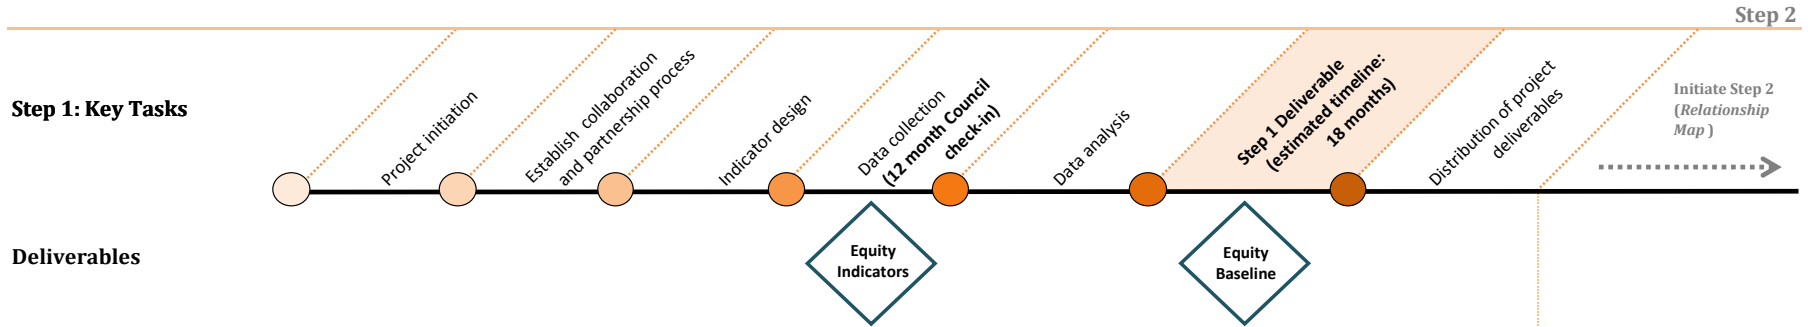 Step 2
Step 1: Key Tasks
Project initiation
Establish collaboration
and partnership process
Indicator design
Data collection
(12 month Council
check-in)
Data analysis
Step 1 Deliverable
(estimated timeline:
18 months)
Distribution of project
deliverables
Initiate Step 2
(Relationship
Map )
Deliverables
Equity
Indicators
Equity
Baseline